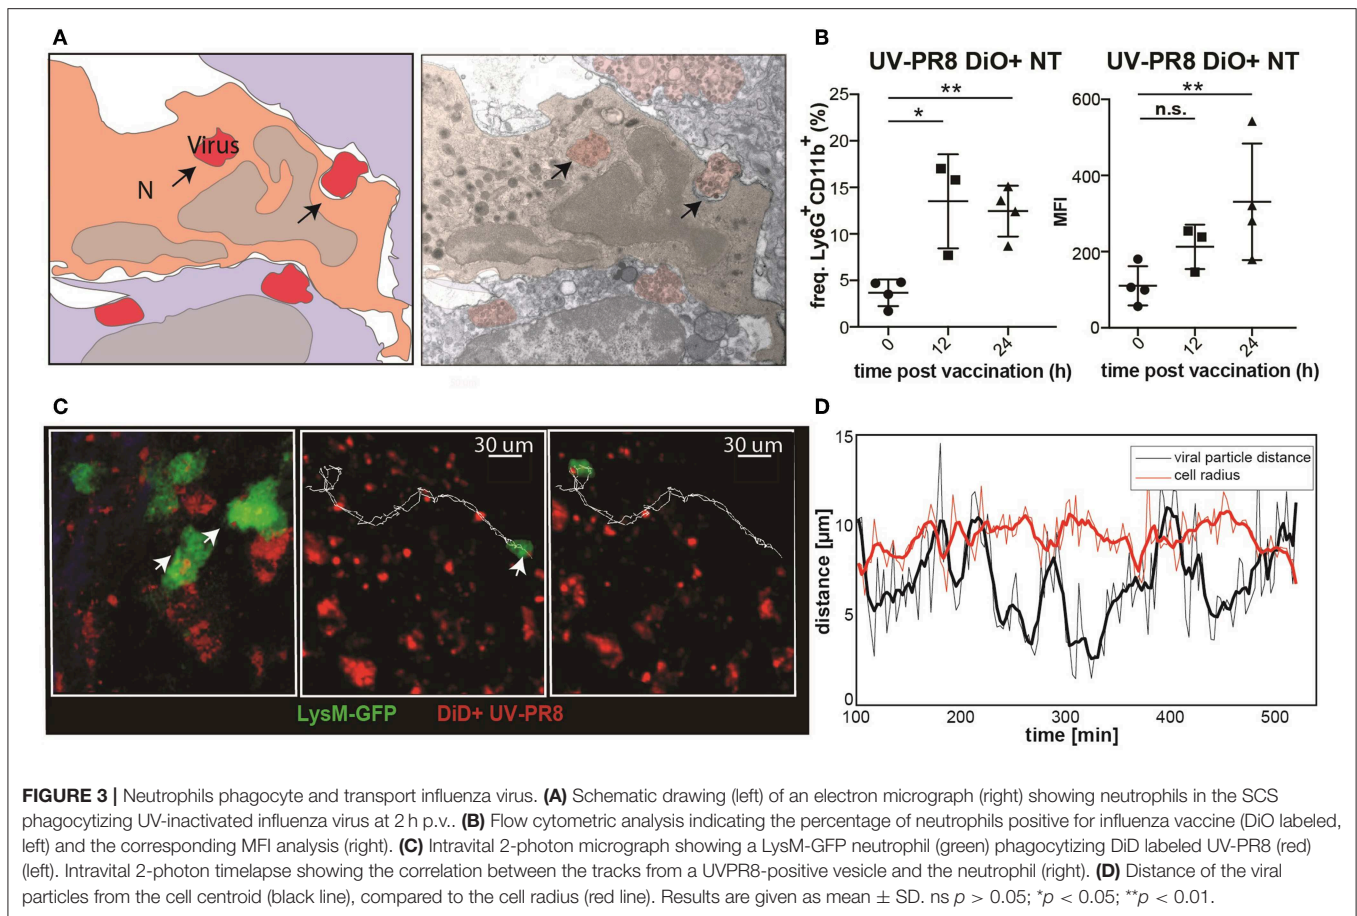 A
Virus
N
B
UV-PR8 DiO+ NT
freq. Ly6G+CD11b+ (%)
25
20
15
10
5
0
*
**
0
12
24
time post vaccination (h)
UV-PR8 DiO+ NT
MFI
600
400
200
0
n.s.
**
0
12
24
time post vaccination (h)
C
30 um
30 um
LysM-GFP
DiD+ UV-PR8
D
distance [µm]
15
10
5
0
viral particle distance
cell radius
100
200
300
400
500
time [min]
FIGURE 3 | Neutrophils phagocyte and transport influenza virus. (A) Schematic drawing (left) of an electron micrograph (right) showing neutrophils in the SCS
phagocytizing UV-inactivated influenza virus at 2 h p.v.. (B) Flow cytometric analysis indicating the percentage of neutrophils positive for influenza vaccine (DiO labeled,
left) and the corresponding MFI analysis (right). (C) Intravital 2-photon micrograph showing a LysM-GFP neutrophil (green) phagocytizing DiD labeled UV-PR8 (red)
(left). Intravital 2-photon timelapse showing the correlation between the tracks from a UVPR8-positive vesicle and the neutrophil (right). (D) Distance of the viral
particles from the cell centroid (black line), compared to the cell radius (red line). Results are given as mean ± SD. ns p > 0.05; *p < 0.05; **p < 0.01.